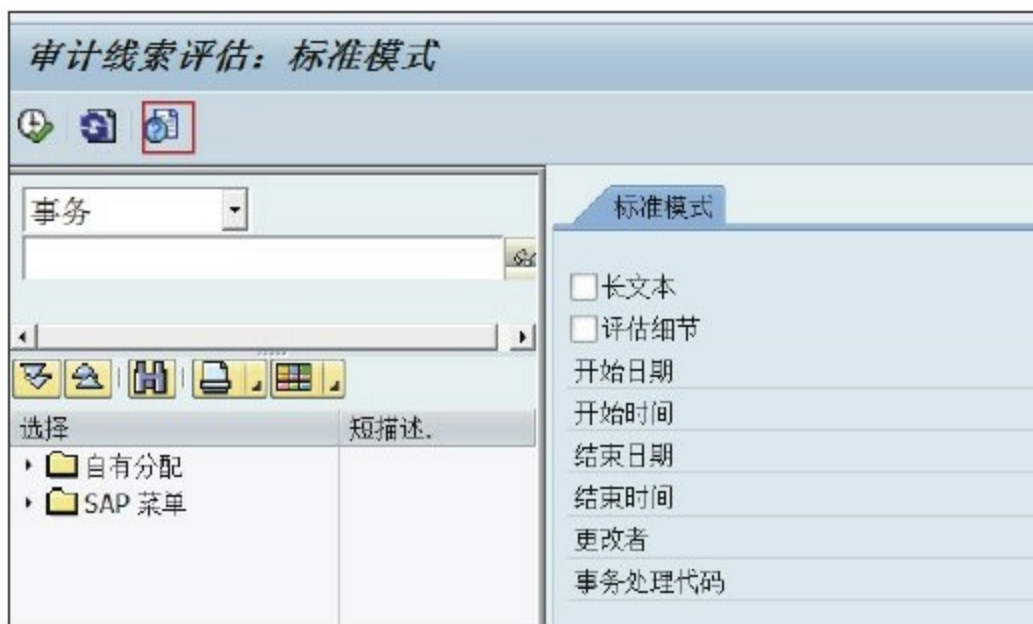 审计线索评估：标准模式
事务
选择
短描述.
自有分配
SAP 菜单
标准模式
长文本
评估细节
开始日期
开始时间
结束日期
结束时间
更改者
事务处理代码